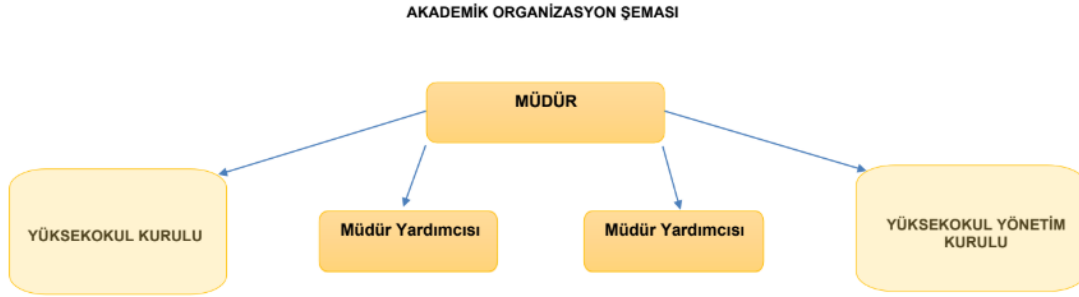 AKADEMİK ORGANİZASYON ŞEMASI
MÜDÜR
YÜKSEKOKUL KURULU
Müdür Yardımcısı
Müdür Yardımcısı
YÜKSEKOKUL YÖNETİM
KURULU